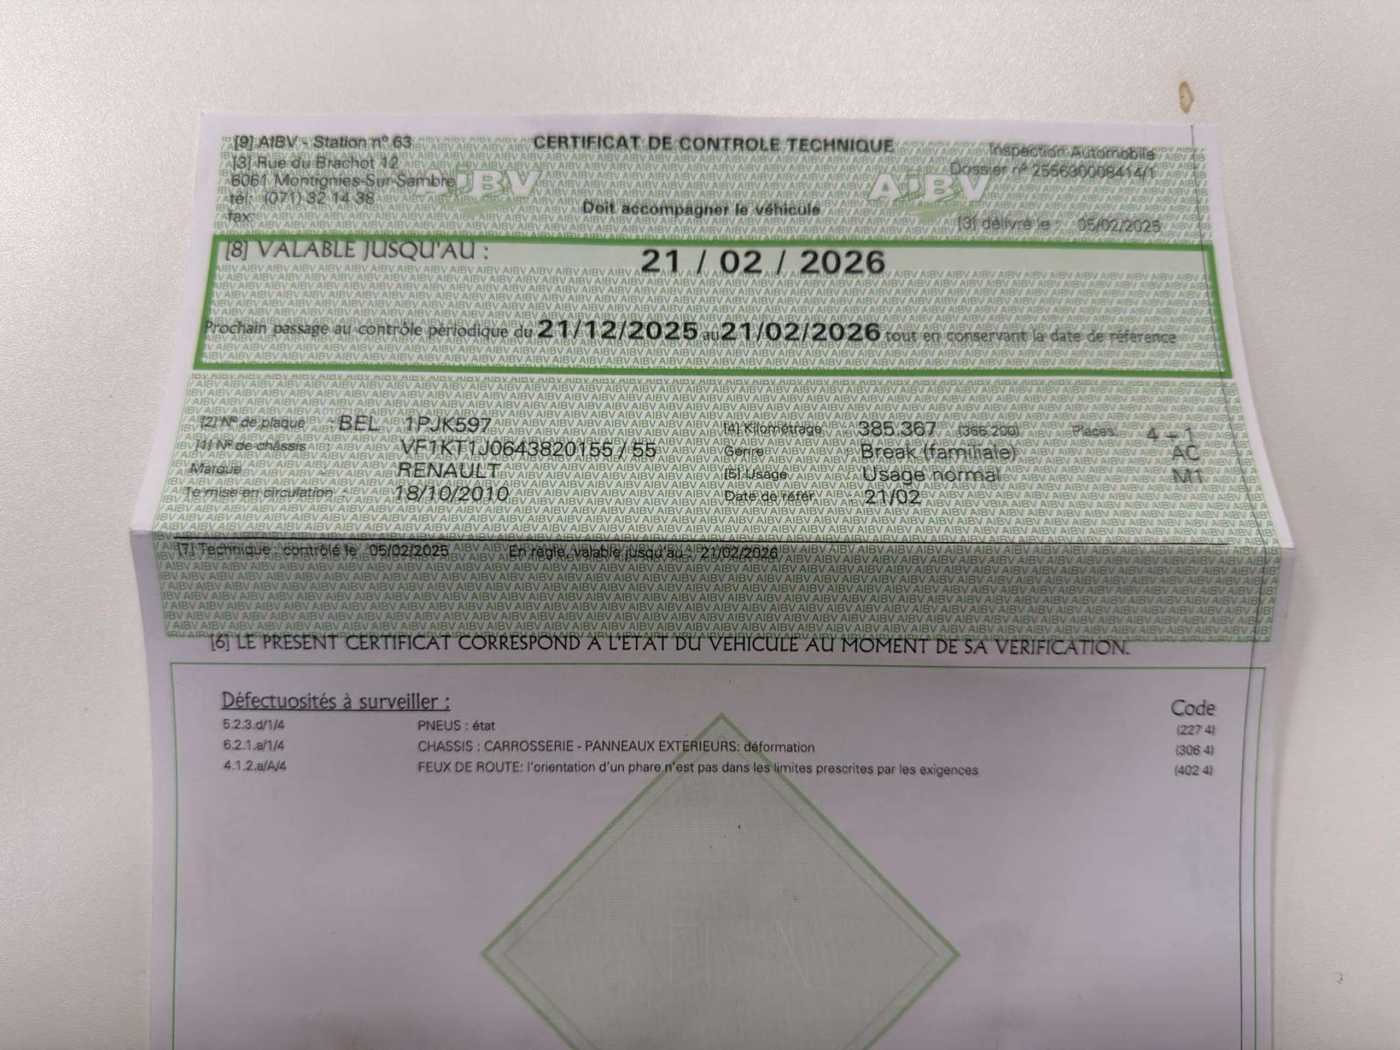 [9] AIBV - Station n° 63
[3] Rue du Brachot 12
6061 Montignies-Sur-Sambre
tél: (071) 32 14 38
fax:
AIBV
CERTIFICAT DE CONTROLE TECHNIQUE
Doit accompagner le véhicule
AIBV
Inspection Automobile
Dossier n° 255630008414/1
[3] délivré le : 05/02/2025
[8] VALABLE JUSQU'AU : 21 / 02 / 2026
Prochain passage au contrôle périodique du 21/12/2025 au 21/02/2026 tout en conservant la date de référence
[2] N° de plaque : BEL 1PJK597
[1] N° de châssis VF1KT1J0643820155 / 55
Marque RENAULT
1e mise en circulation : 18/10/2010
[4] Kilométrage : 385.367 (366.200) Places 4 - 1
Genre : Break (familiale) AC
[5] Usage : Usage normal M1
Date de référ. : 21/02
[7] Technique : contrôlé le 05/02/2025 En règle, valable jusqu'au : 21/02/2026
[6] LE PRESENT CERTIFICAT CORRESPOND A L'ETAT DU VEHICULE AU MOMENT DE SA VERIFICATION.
Défectuosités à surveiller : Code
5.2.3.d/1/4 PNEUS : état (227 4)
6.2.1.a/1/4 CHASSIS : CARROSSERIE - PANNEAUX EXTERIEURS: déformation (306 4)
4.1.2.a/A/4 FEUX DE ROUTE: l'orientation d'un phare n'est pas dans les limites prescrites par les exigences (402 4)